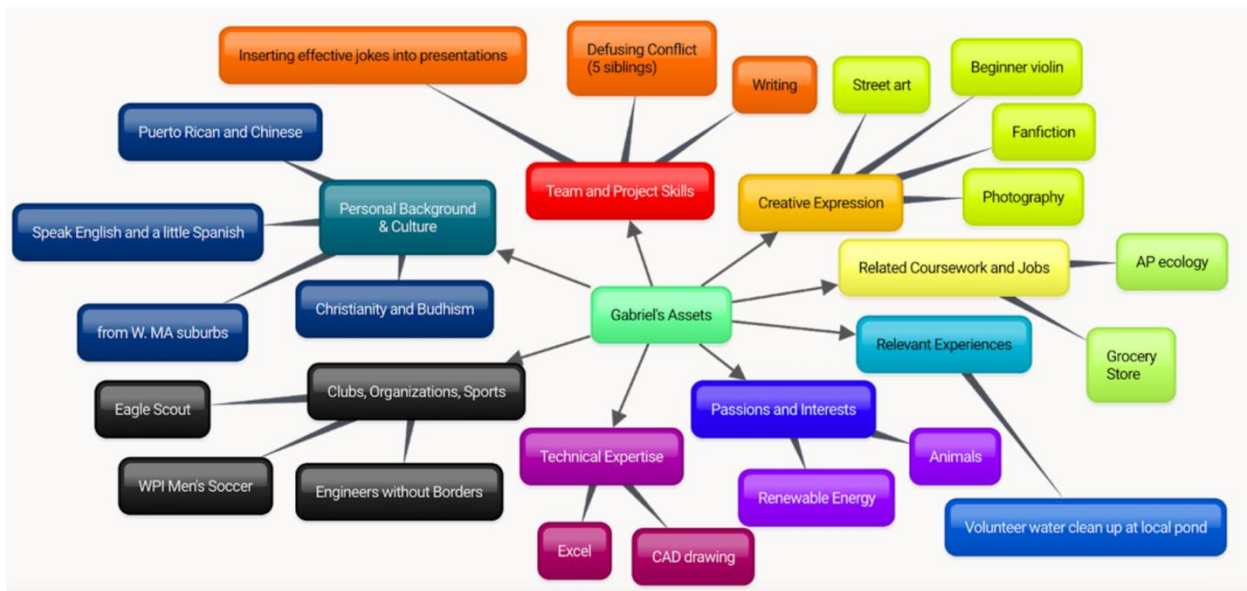 Inserting effective jokes into presentations
Defusing Conflict
(5 siblings)
Writing
Street art
Beginner violin
Fanfiction
Photography
Puerto Rican and Chinese
Team and Project Skills
Creative Expression
Personal Background
& Culture
Speak English and a little Spanish
Related Coursework and Jobs
AP ecology
Christianity and Budhism
Gabriel's Assets
from W. MA suburbs
Relevant Experiences
Grocery
Store
Clubs, Organizations, Sports
Eagle Scout
Passions and Interests
Technical Expertise
Animals
WPI Men's Soccer
Engineers without Borders
Renewable Energy
Volunteer water clean up at local pond
Excel
CAD drawing